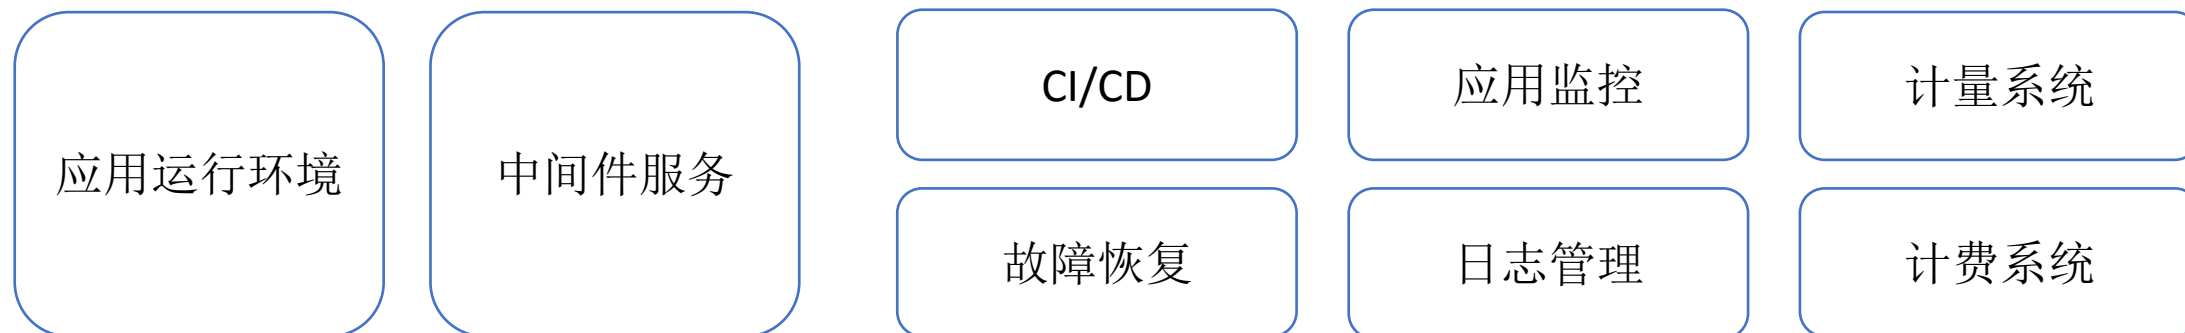 应用运行环境
中间件服务
CI/CD
应用监控
计量系统
故障恢复
日志管理
计费系统